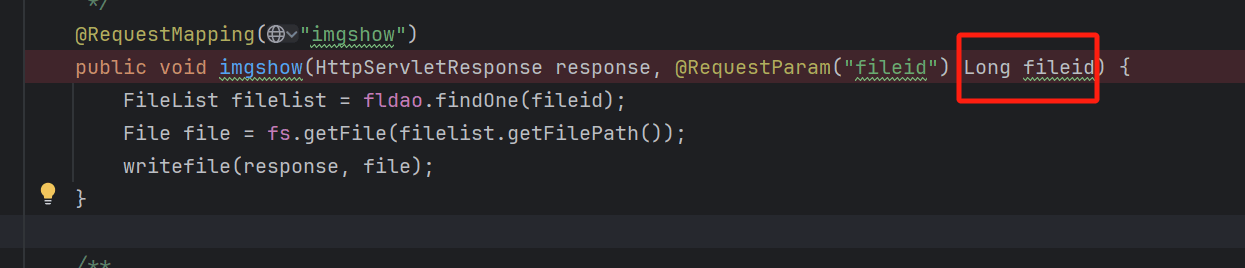 */
@RequestMapping("imgshow")
public void imgshow(HttpServletResponse response, @RequestParam("fileid") Long fileid) {
FileList filelist = fldao.findOne(fileid);
File file = fs.getFile(filelist.getFilePath());
writefile(response, file);
}
/**